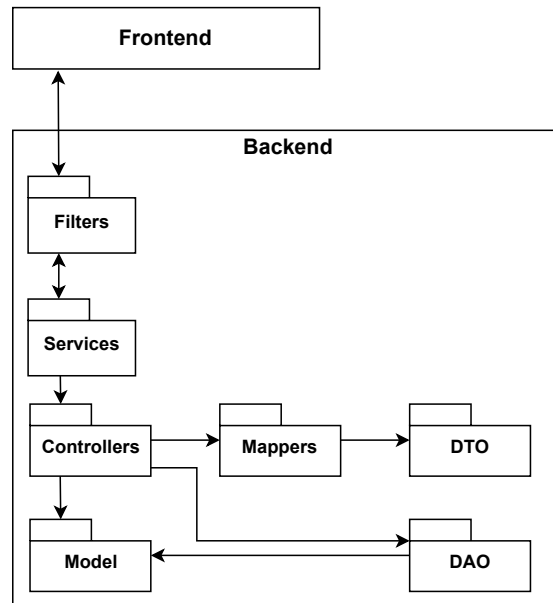 Frontend
Backend
Filters
Services
Controllers
Mappers
DTO
Model
DAO